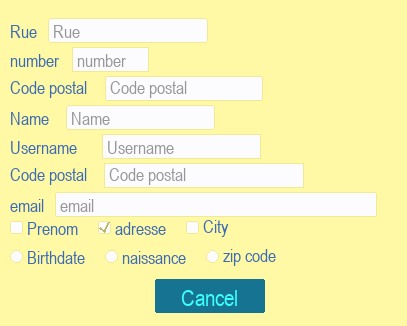 Rue Rue
number number
Code postal Code postal
Name Name
Username Username
Code postal Code postal
email email
Prenom adresse City
Birthdate naissance zip code
Cancel